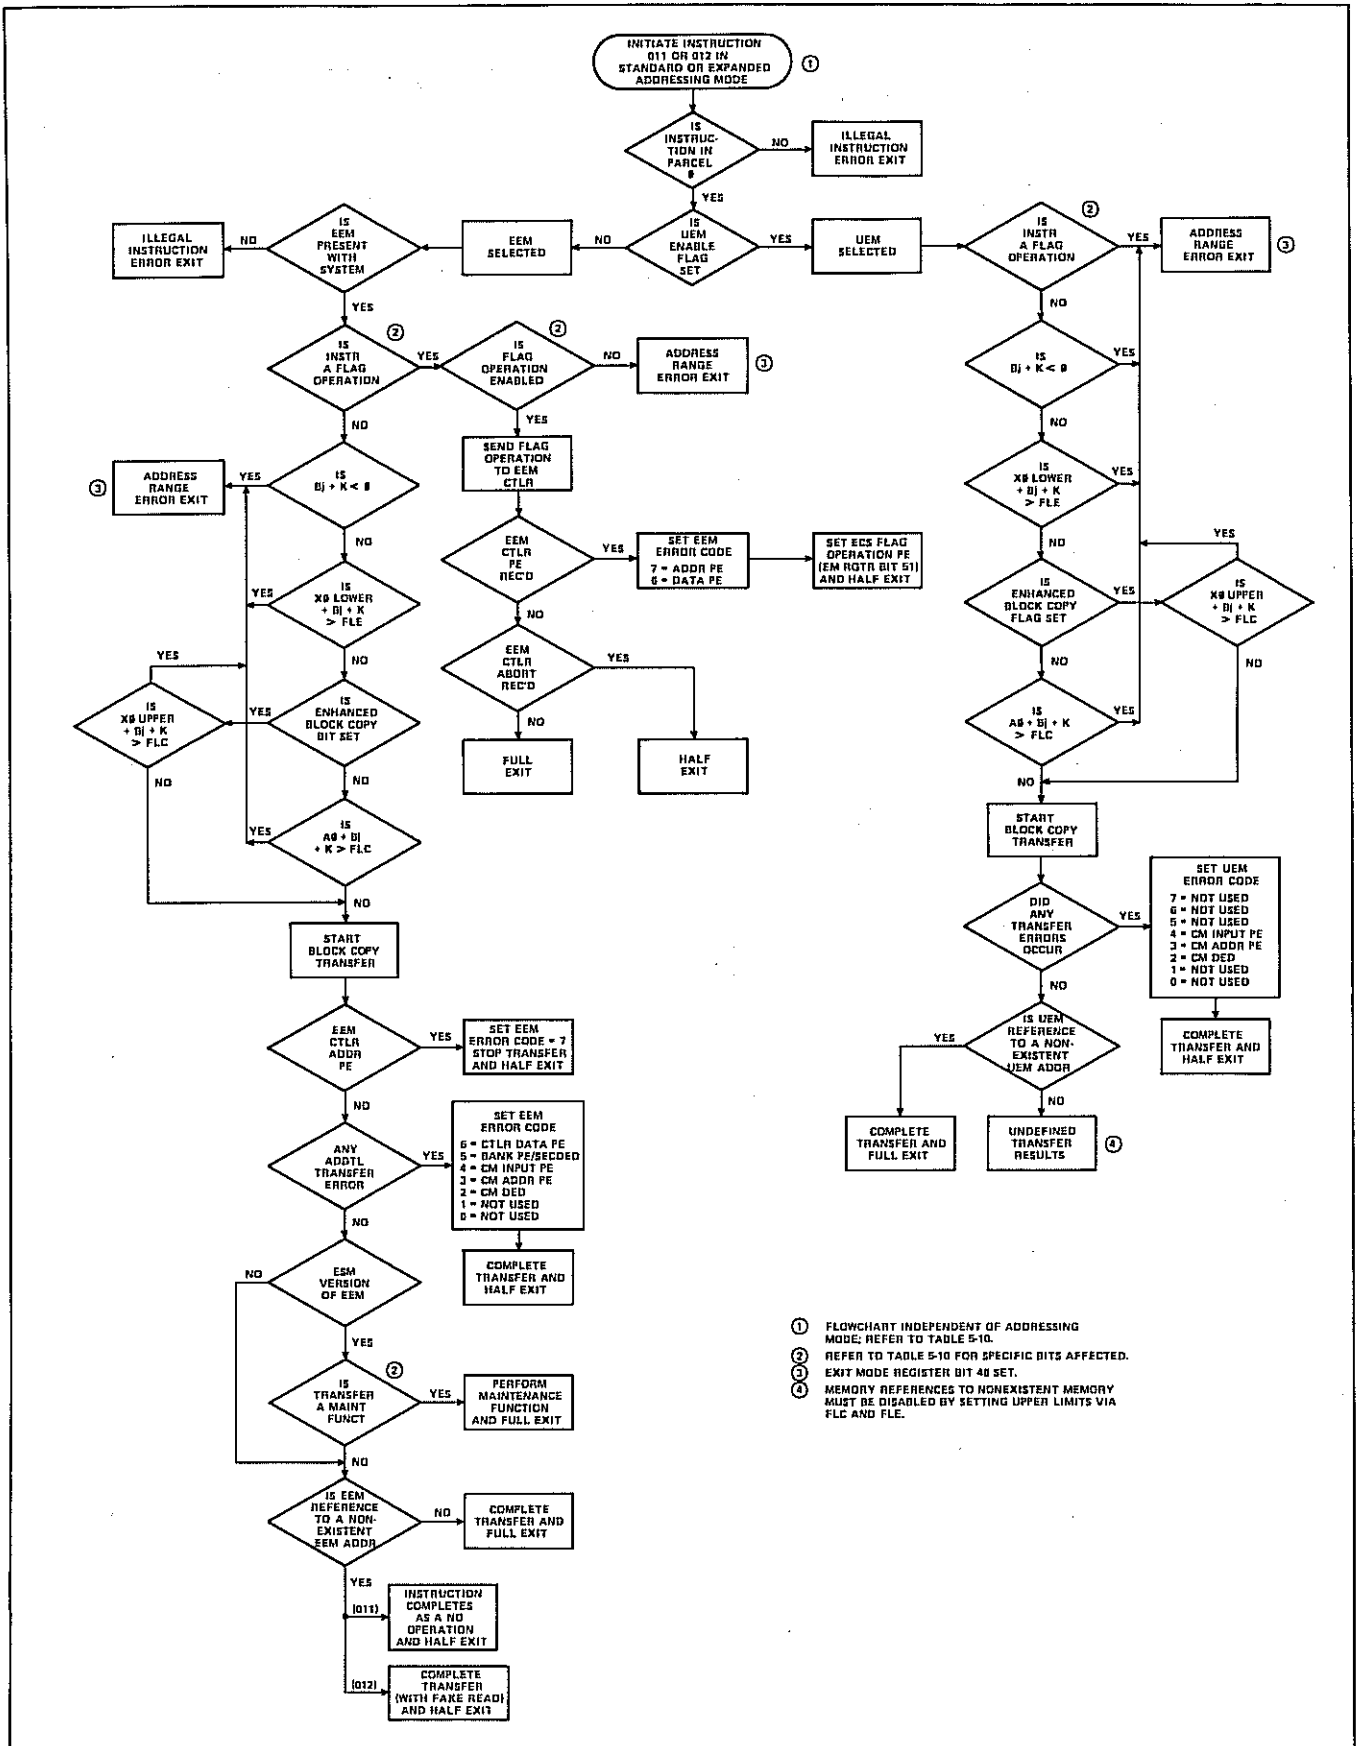 INITIATE INSTRUCTION
011 OR 012 IN
STANDARD OR EXPANDED
ADDRESSING MODE
1
IS
INSTRUC-
TION IN
PARCEL
0
NO
ILLEGAL
INSTRUCTION
ERROR EXIT
YES
IS
UEM
ENABLE
FLAG
SET
NO
EEM
SELECTED
YES
UEM
SELECTED
IS
EEM
PRESENT
WITH
SYSTEM
NO
ILLEGAL
INSTRUCTION
ERROR EXIT
YES
IS
INSTR
A FLAG
OPERATION
2
YES
IS
FLAG
OPERATION
ENABLED
2
NO
ADDRESS
RANGE
ERROR EXIT
3
YES
SEND FLAG
OPERATION
TO EEM
CTLR
EEM
CTLR
PE
REC'D
YES
SET EEM
ERROR CODE
7 = ADDR PE
6 = DATA PE
SET ECS FLAG
OPERATION PE
(EM RGTR BIT 51)
AND HALF EXIT
NO
EEM
CTLR
ABORT
REC'D
YES
HALF
EXIT
NO
FULL
EXIT
NO
IS
Bj + K < 0
YES
ADDRESS
RANGE
ERROR EXIT
3
NO
IS
X0 LOWER
+ Bj + K
> FLE
YES
NO
IS
ENHANCED
BLOCK COPY
BIT SET
YES
IS
X0 UPPER
+ Bj + K
> FLC
YES
NO
NO
IS
A0 + Bj
+ K > FLC
YES
NO
START
BLOCK COPY
TRANSFER
EEM
CTLR
ADDR
PE
YES
SET EEM
ERROR CODE = 7
STOP TRANSFER
AND HALF EXIT
NO
ANY
ADDTL
TRANSFER
ERROR
YES
SET EEM
ERROR CODE
6 = CTLR DATA PE
5 = BANK PE/SECDED
4 = CM INPUT PE
3 = CM ADDR PE
2 = CM DED
1 = NOT USED
0 = NOT USED
COMPLETE
TRANSFER AND
HALF EXIT
NO
ESM
VERSION
OF EEM
NO
YES
IS
TRANSFER
A MAINT
FUNCT
2
YES
PERFORM
MAINTENANCE
FUNCTION
AND FULL EXIT
NO
IS EEM
REFERENCE
TO A NON-
EXISTENT
EEM ADDR
NO
COMPLETE
TRANSFER AND
FULL EXIT
YES
(011)
INSTRUCTION
COMPLETES
AS A NO
OPERATION
AND HALF EXIT
(012)
COMPLETE
TRANSFER
(WITH FAKE READ)
AND HALF EXIT
IS
INSTR
A FLAG
OPERATION
2
YES
ADDRESS
RANGE
ERROR EXIT
3
NO
IS
Bj + K < 0
YES
NO
IS
X0 LOWER
+ Bj + K
> FLE
YES
NO
IS
ENHANCED
BLOCK COPY
FLAG SET
YES
IS
X0 UPPER
+ Bj + K
> FLC
YES
NO
NO
IS
A0 + Bj + K
> FLC
YES
NO
START
BLOCK COPY
TRANSFER
DID
ANY
TRANSFER
ERRORS
OCCUR
YES
SET UEM
ERROR CODE
7 = NOT USED
6 = NOT USED
5 = NOT USED
4 = CM INPUT PE
3 = CM ADDR PE
2 = CM DED
1 = NOT USED
0 = NOT USED
COMPLETE
TRANSFER AND
HALF EXIT
NO
IS UEM
REFERENCE
TO A NON-
EXISTENT
UEM ADDR
YES
COMPLETE
TRANSFER AND
FULL EXIT
NO
UNDEFINED
TRANSFER
RESULTS
4
1 FLOWCHART INDEPENDENT OF ADDRESSING
MODE; REFER TO TABLE 5-10.
2 REFER TO TABLE 5-10 FOR SPECIFIC BITS AFFECTED.
3 EXIT MODE REGISTER BIT 48 SET.
4 MEMORY REFERENCES TO NONEXISTENT MEMORY
MUST BE DISABLED BY SETTING UPPER LIMITS VIA
FLC AND FLE.